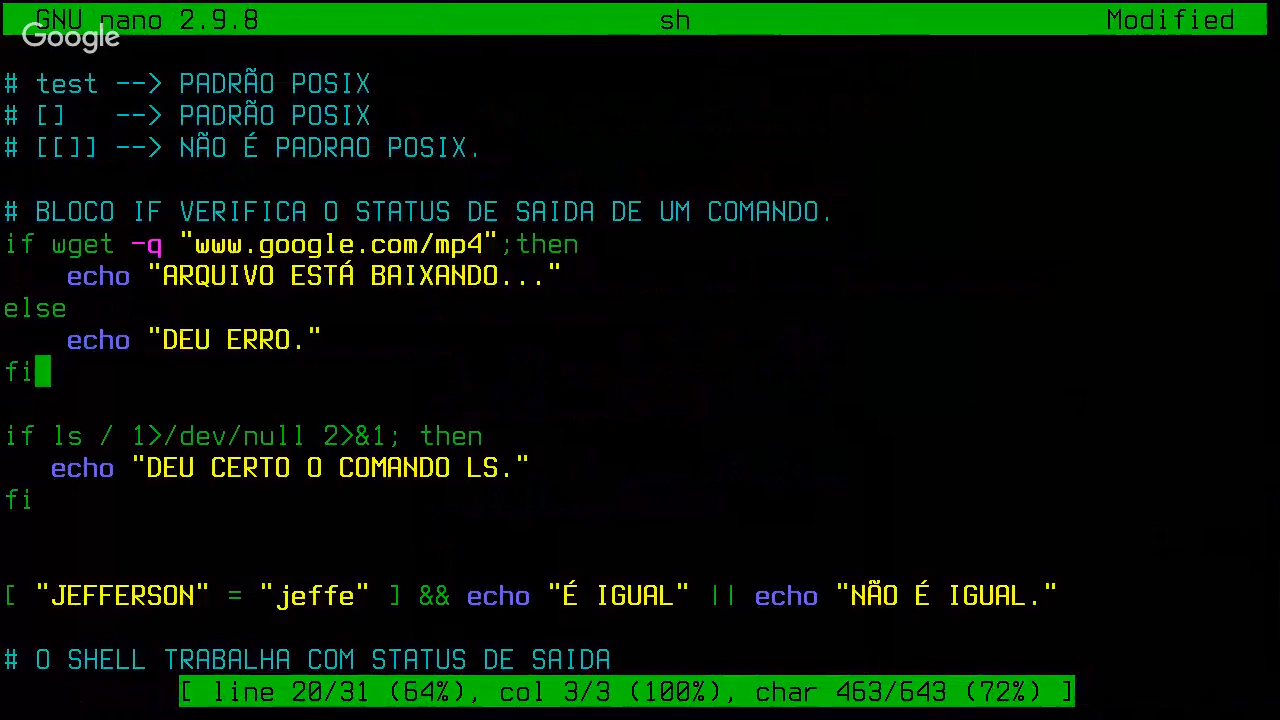 GNU nano 2.9.8 sh Modified
Google
# test --> PADRÃO POSIX
# [] --> PADRÃO POSIX
# [[]] --> NÃO É PADRAO POSIX.
# BLOCO IF VERIFICA O STATUS DE SAIDA DE UM COMANDO.
if wget -q "www.google.com/mp4";then
echo "ARQUIVO ESTÁ BAIXANDO..."
else
echo "DEU ERRO."
fi
if ls / 1>/dev/null 2>&1; then
echo "DEU CERTO O COMANDO LS."
fi
[ "JEFFERSON" = "jeffe" ] && echo "É IGUAL" || echo "NÃO É IGUAL."
# O SHELL TRABALHA COM STATUS DE SAIDA
[ line 20/31 (64%), col 3/3 (100%), char 463/643 (72%) ]